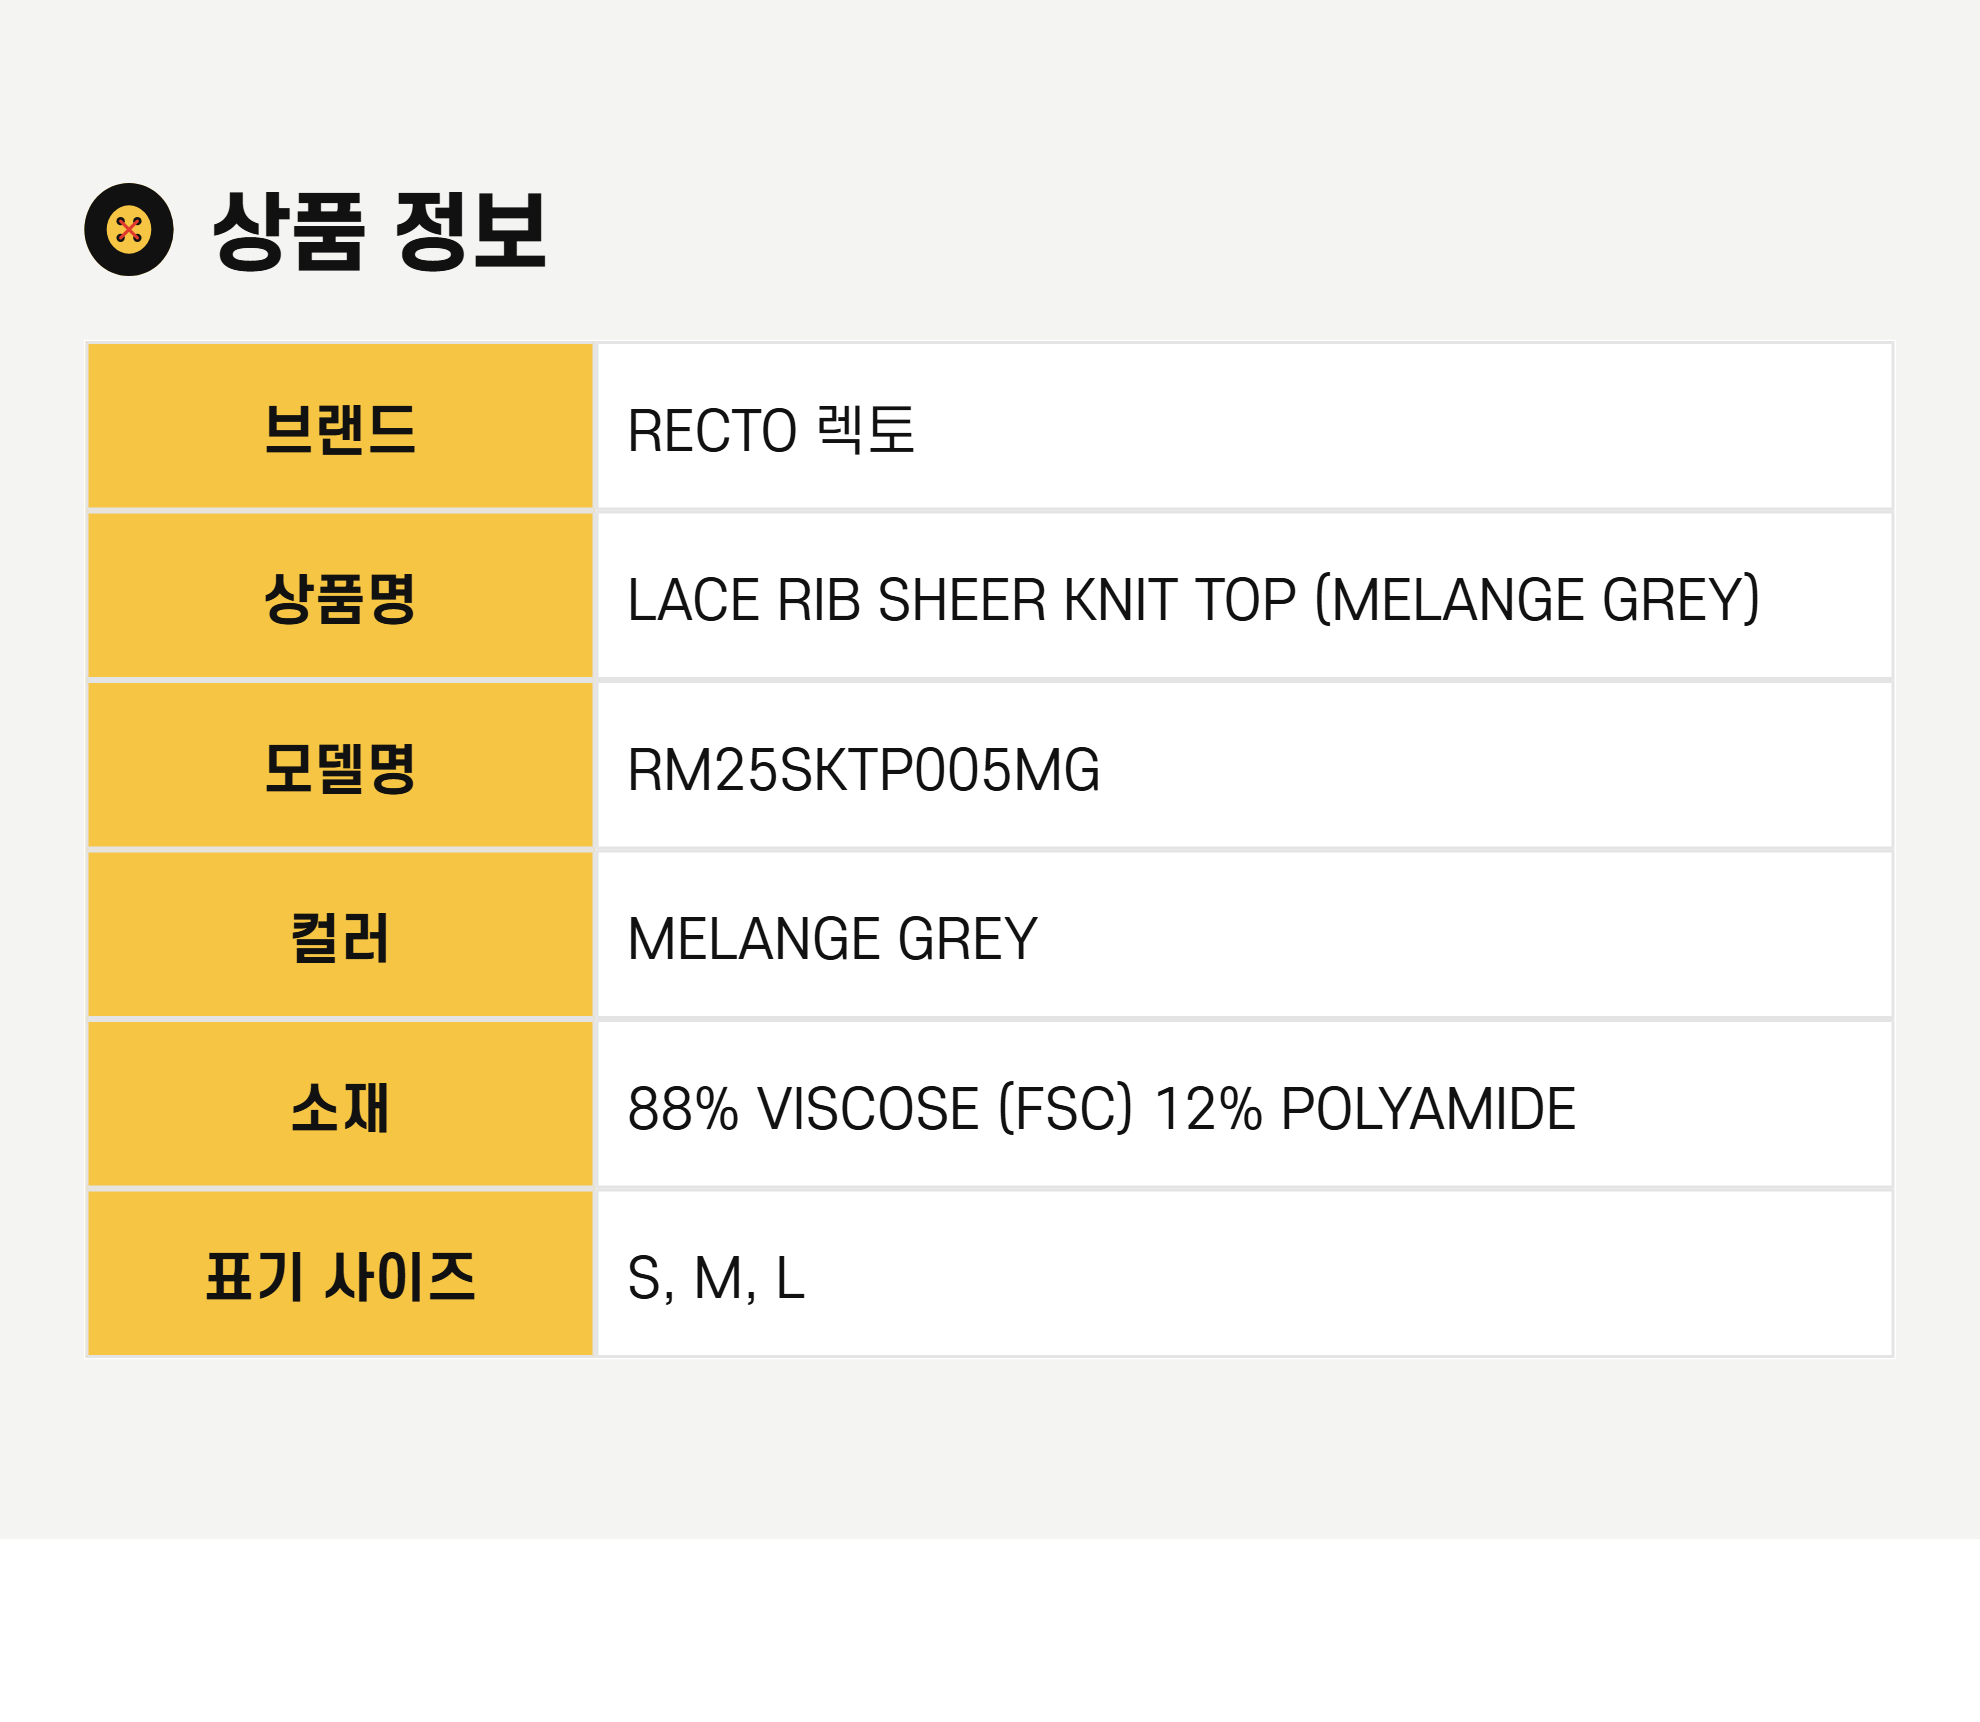 상품 정보
브랜드 RECTO 렉토
상품명 LACE RIB SHEER KNIT TOP (MELANGE GREY)
모델명 RM25SKTP005MG
컬러 MELANGE GREY
소재 88% VISCOSE (FSC) 12% POLYAMIDE
표기 사이즈 S, M, L